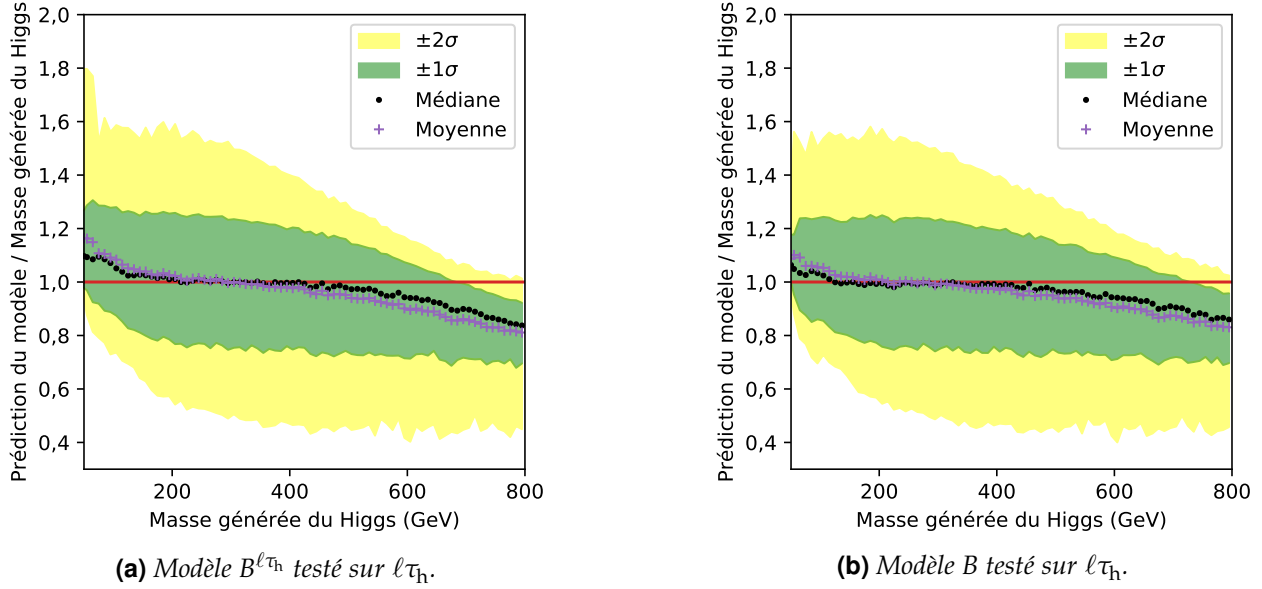 Prédiction du modèle / Masse générée du Higgs
2,0
1,8
1,6
1,4
1,2
1,0
0,8
0,6
0,4
±2σ
±1σ
Médiane
Moyenne
200 400 600 800
Masse générée du Higgs (GeV)
(a) Modèle B^{ℓτ_h} testé sur ℓτ_h.
Prédiction du modèle / Masse générée du Higgs
2,0
1,8
1,6
1,4
1,2
1,0
0,8
0,6
0,4
±2σ
±1σ
Médiane
Moyenne
200 400 600 800
Masse générée du Higgs (GeV)
(b) Modèle B testé sur ℓτ_h.